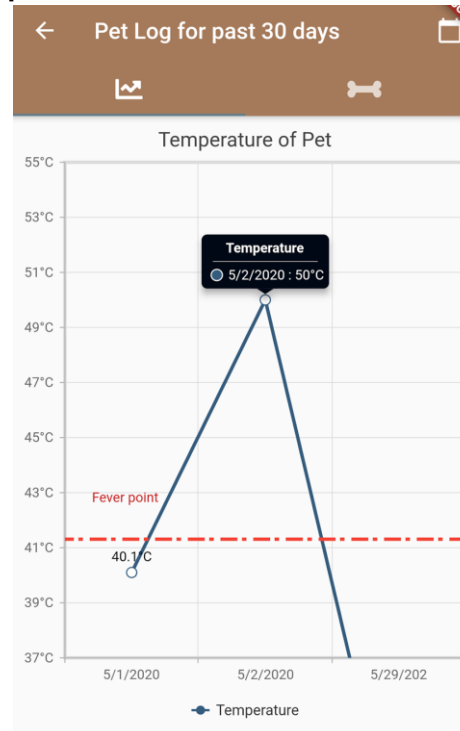 Pet Log for past 30 days
Temperature of Pet
55°C
53°C
Temperature
5/2/2020 : 50°C
51°C
49°C
47°C
45°C
43°C
Fever point
41°C
40.1°C
39°C
37°C
5/1/2020 5/2/2020 5/29/202
Temperature